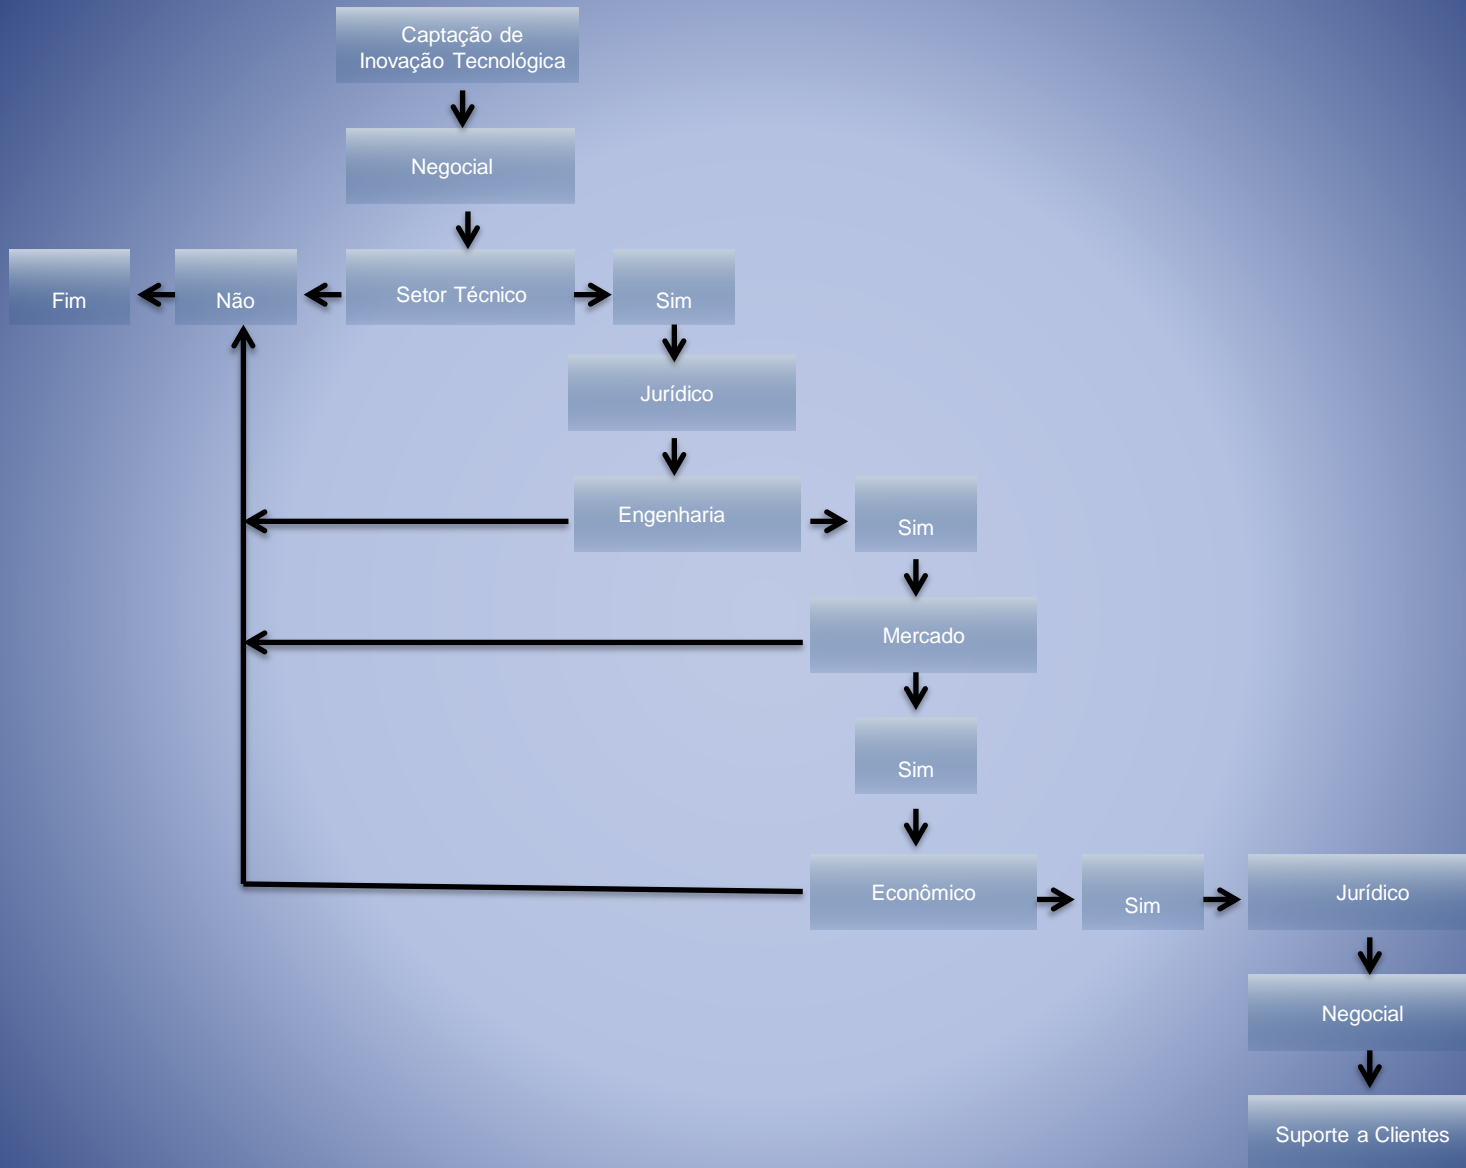 Captação de
Inovação Tecnológica
Negocial
Fim
Não
Setor Técnico
Sim
Jurídico
Engenharia
Sim
Mercado
Sim
Econômico
Sim
Jurídico
Negocial
Suporte a Clientes